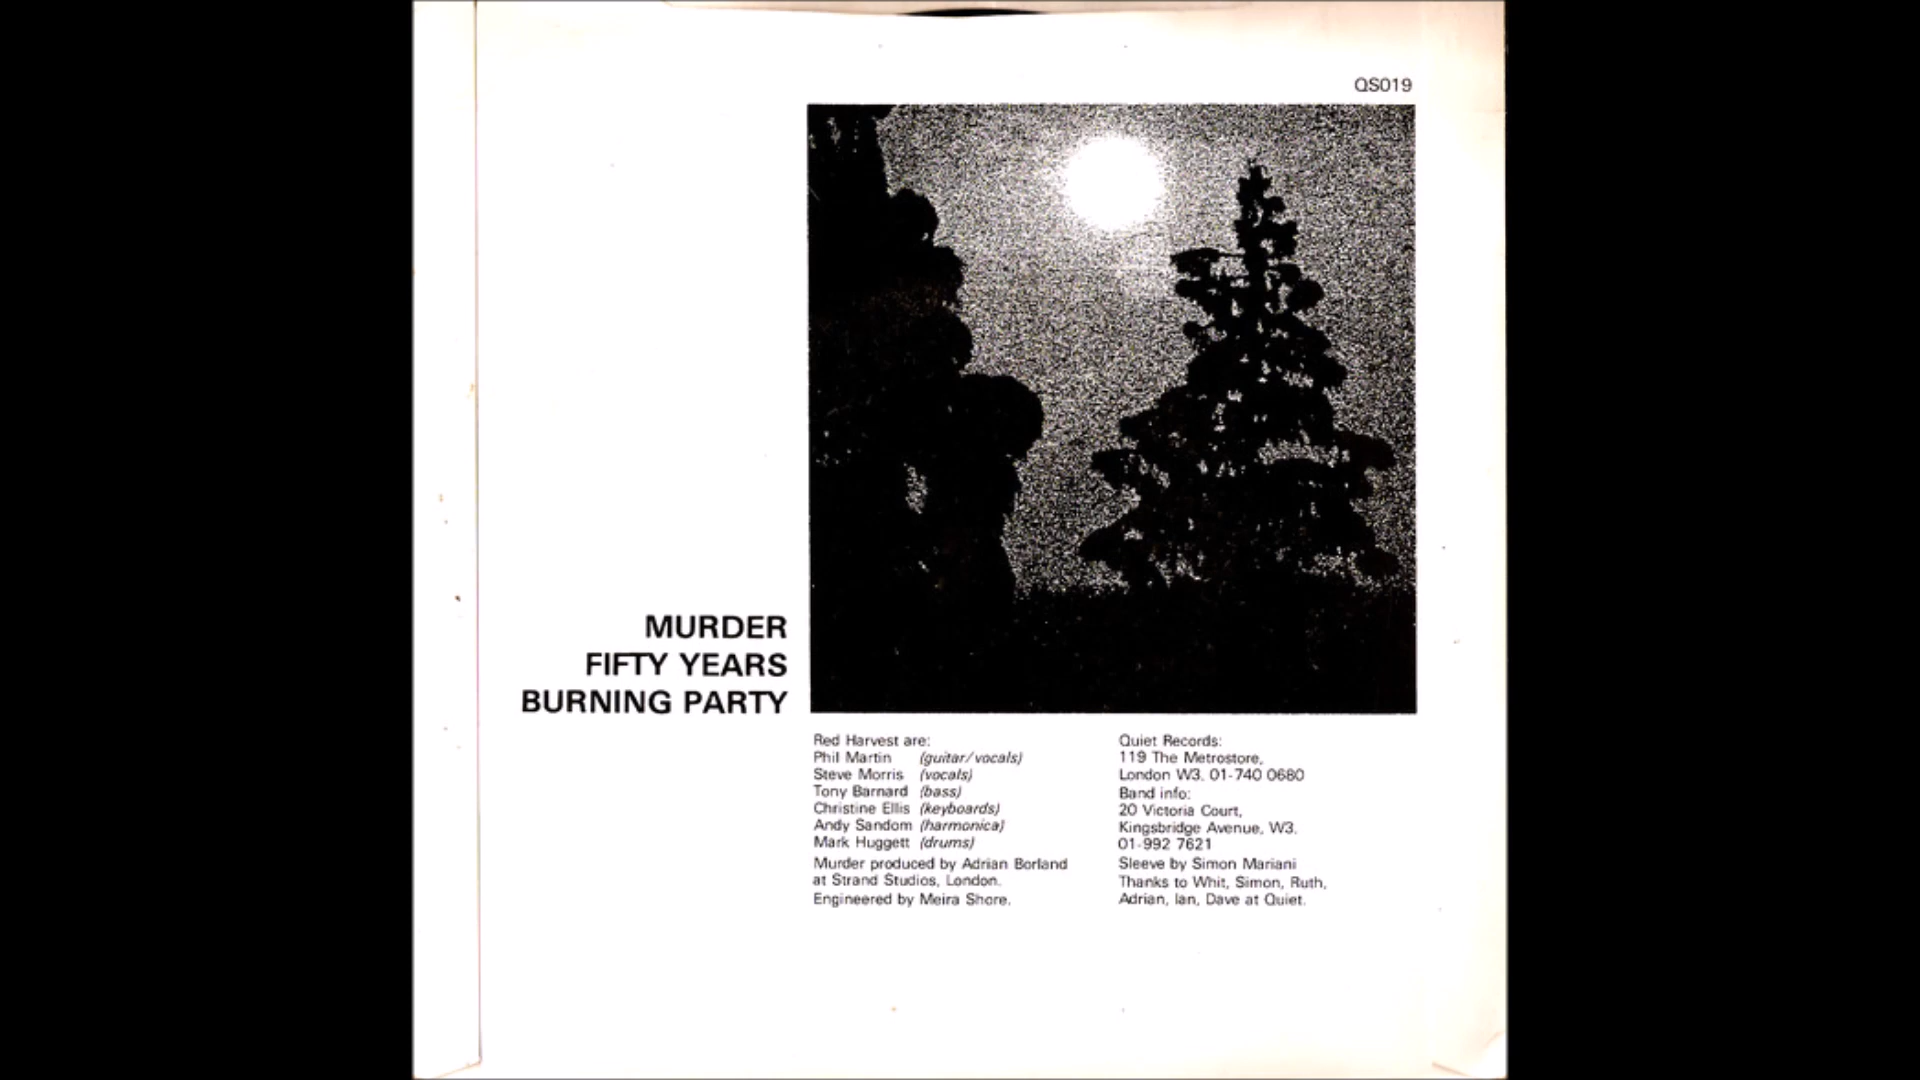 QS019
MURDER
FIFTY YEARS
BURNING PARTY
Red Harvest are:
Phil Martin (guitar/vocals)
Steve Morris (vocals)
Tony Barnard (bass)
Christine Ellis (keyboards)
Andy Sandom (harmonica)
Mark Huggett (drums)
Murder produced by Adrian Borland
at Strand Studios, London.
Engineered by Meira Shore.
Quiet Records:
119 The Metrostore,
London W3. 01-740 0680
Band info:
20 Victoria Court,
Kingsbridge Avenue, W3.
01-992 7621
Sleeve by Simon Mariani
Thanks to Whit, Simon, Ruth,
Adrian, Ian, Dave at Quiet.